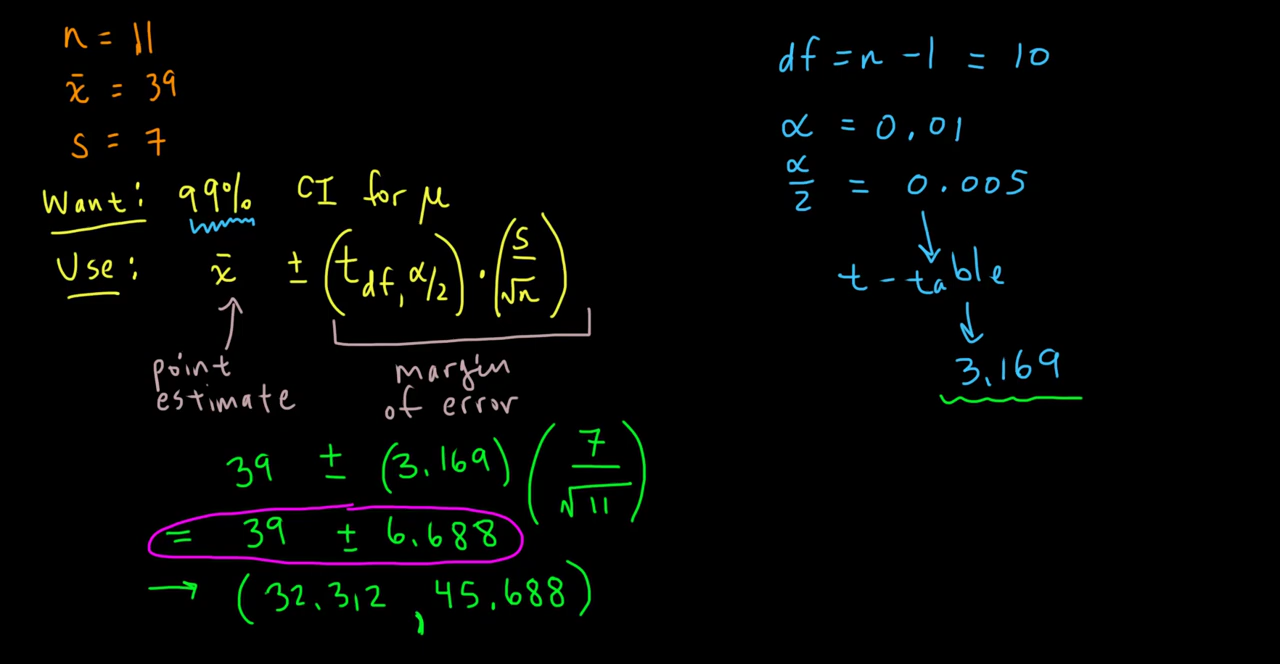 n = 11
x̄ = 39
s = 7
Want: 99% CI for μ
Use: x̄ ± (t df, α/2) · (s/√n)
point estimate
margin of error
39 ± (3.169) (7/√11)
= 39 ± 6.688
→ (32.312, 45.688)
df = n - 1 = 10
α = 0.01
α/2 = 0.005
t-table
3.169